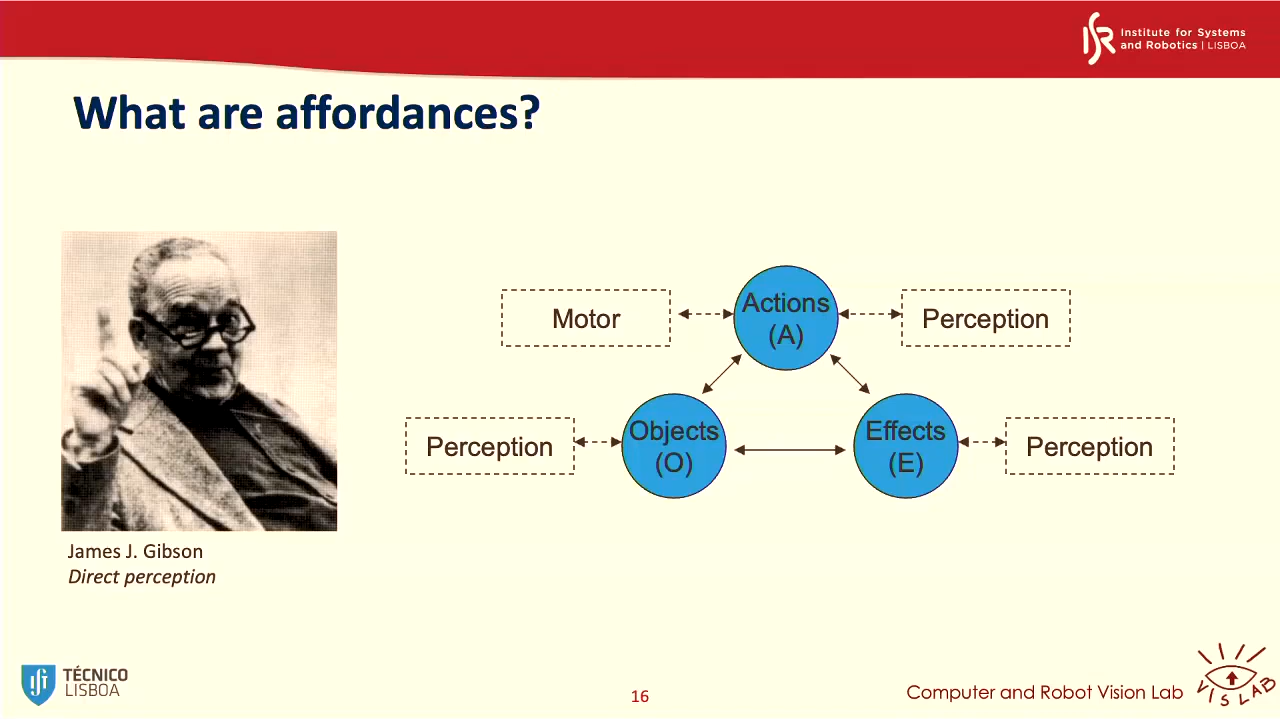 Institute for Systems
and Robotics | LISBOA
What are affordances?
Actions
(A)
Motor
Perception
Objects
(O)
Effects
(E)
Perception
Perception
James J. Gibson
Direct perception
TÉCNICO
LISBOA
16
Computer and Robot Vision Lab
VISLAB